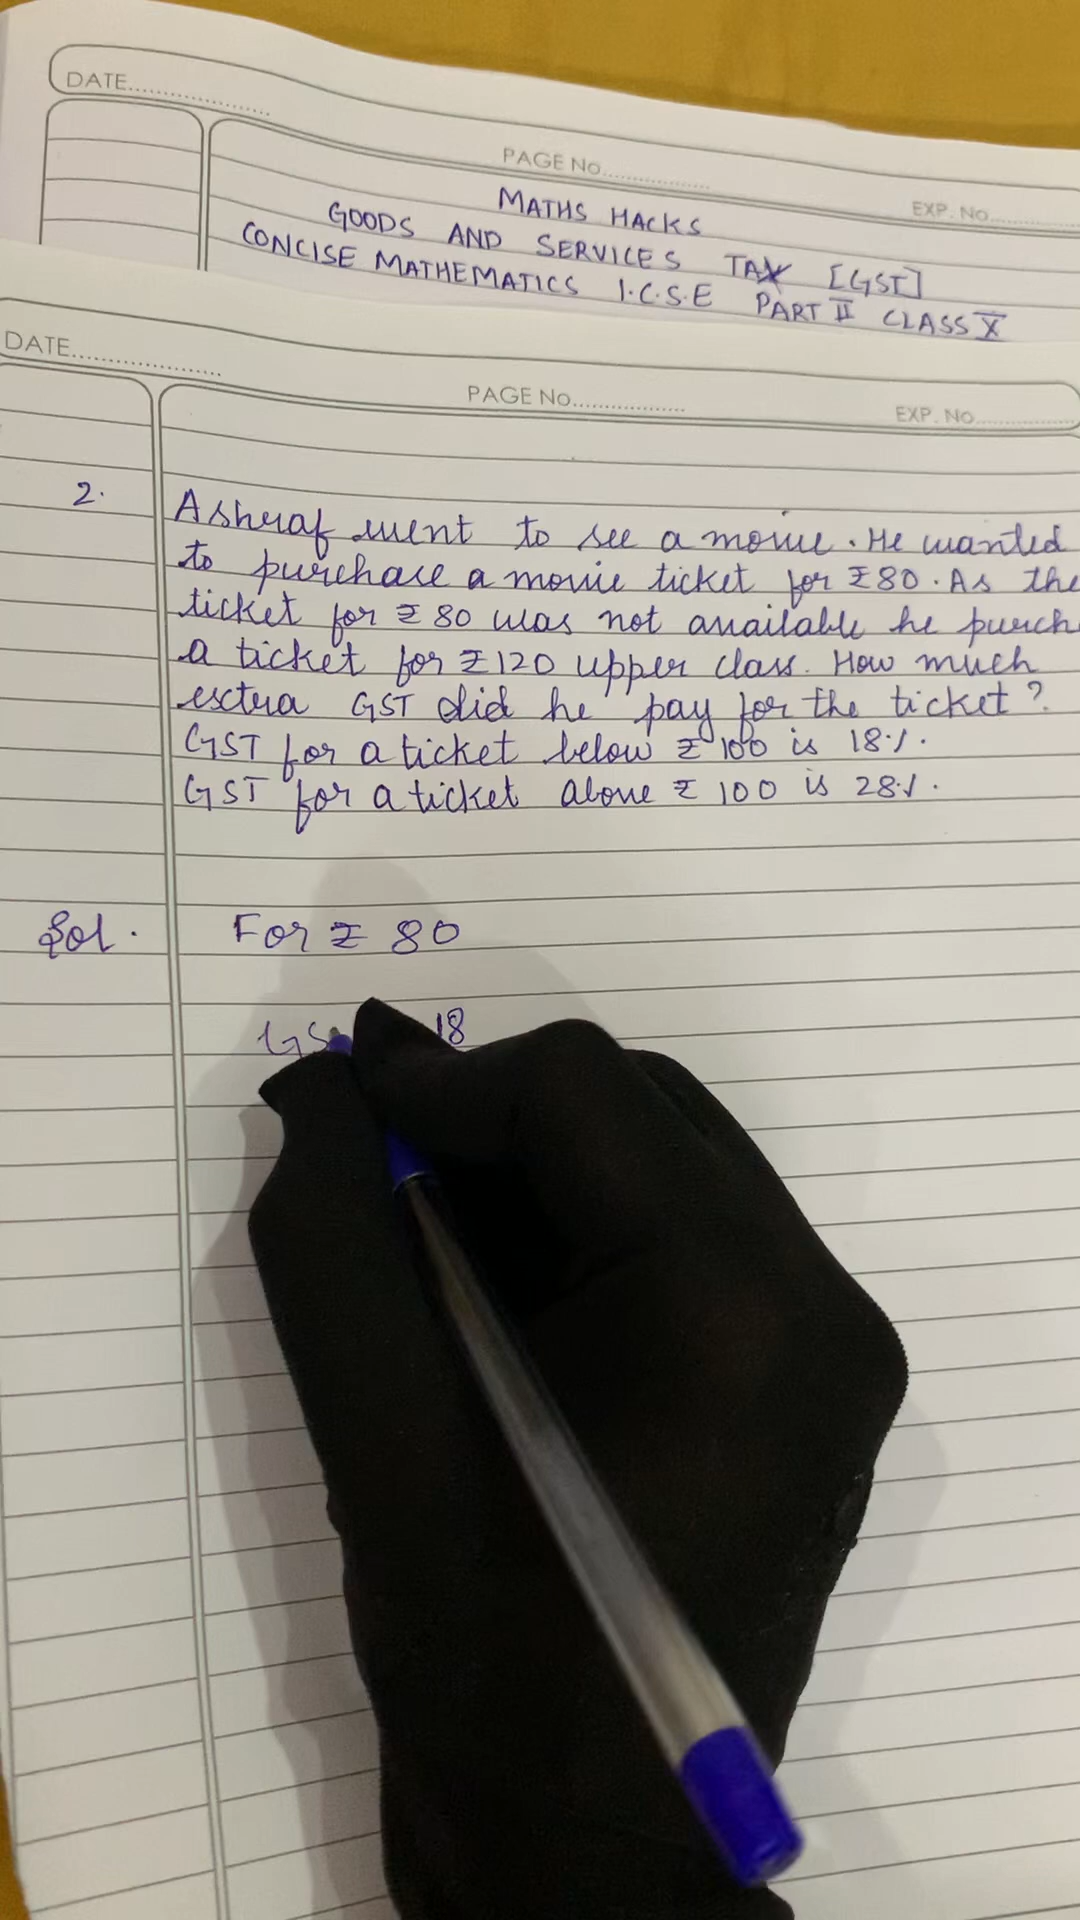 DATE
PAGE No.
EXP. No.
MATHS HACKS
GOODS AND SERVICES TAX [GST]
CONCISE MATHEMATICS I.C.S.E PART II CLASS X
DATE
PAGE No.
EXP. No.
2. Ashraf went to see a movie. He wanted
to purchase a movie ticket for ₹80. As the
ticket for ₹80 was not available he purch
a ticket for ₹120 upper class. How much
extra GST did he pay for the ticket?
GST for a ticket below ₹100 is 18%.
GST for a ticket above ₹100 is 28%.
Sol. For ₹ 80
GS 18